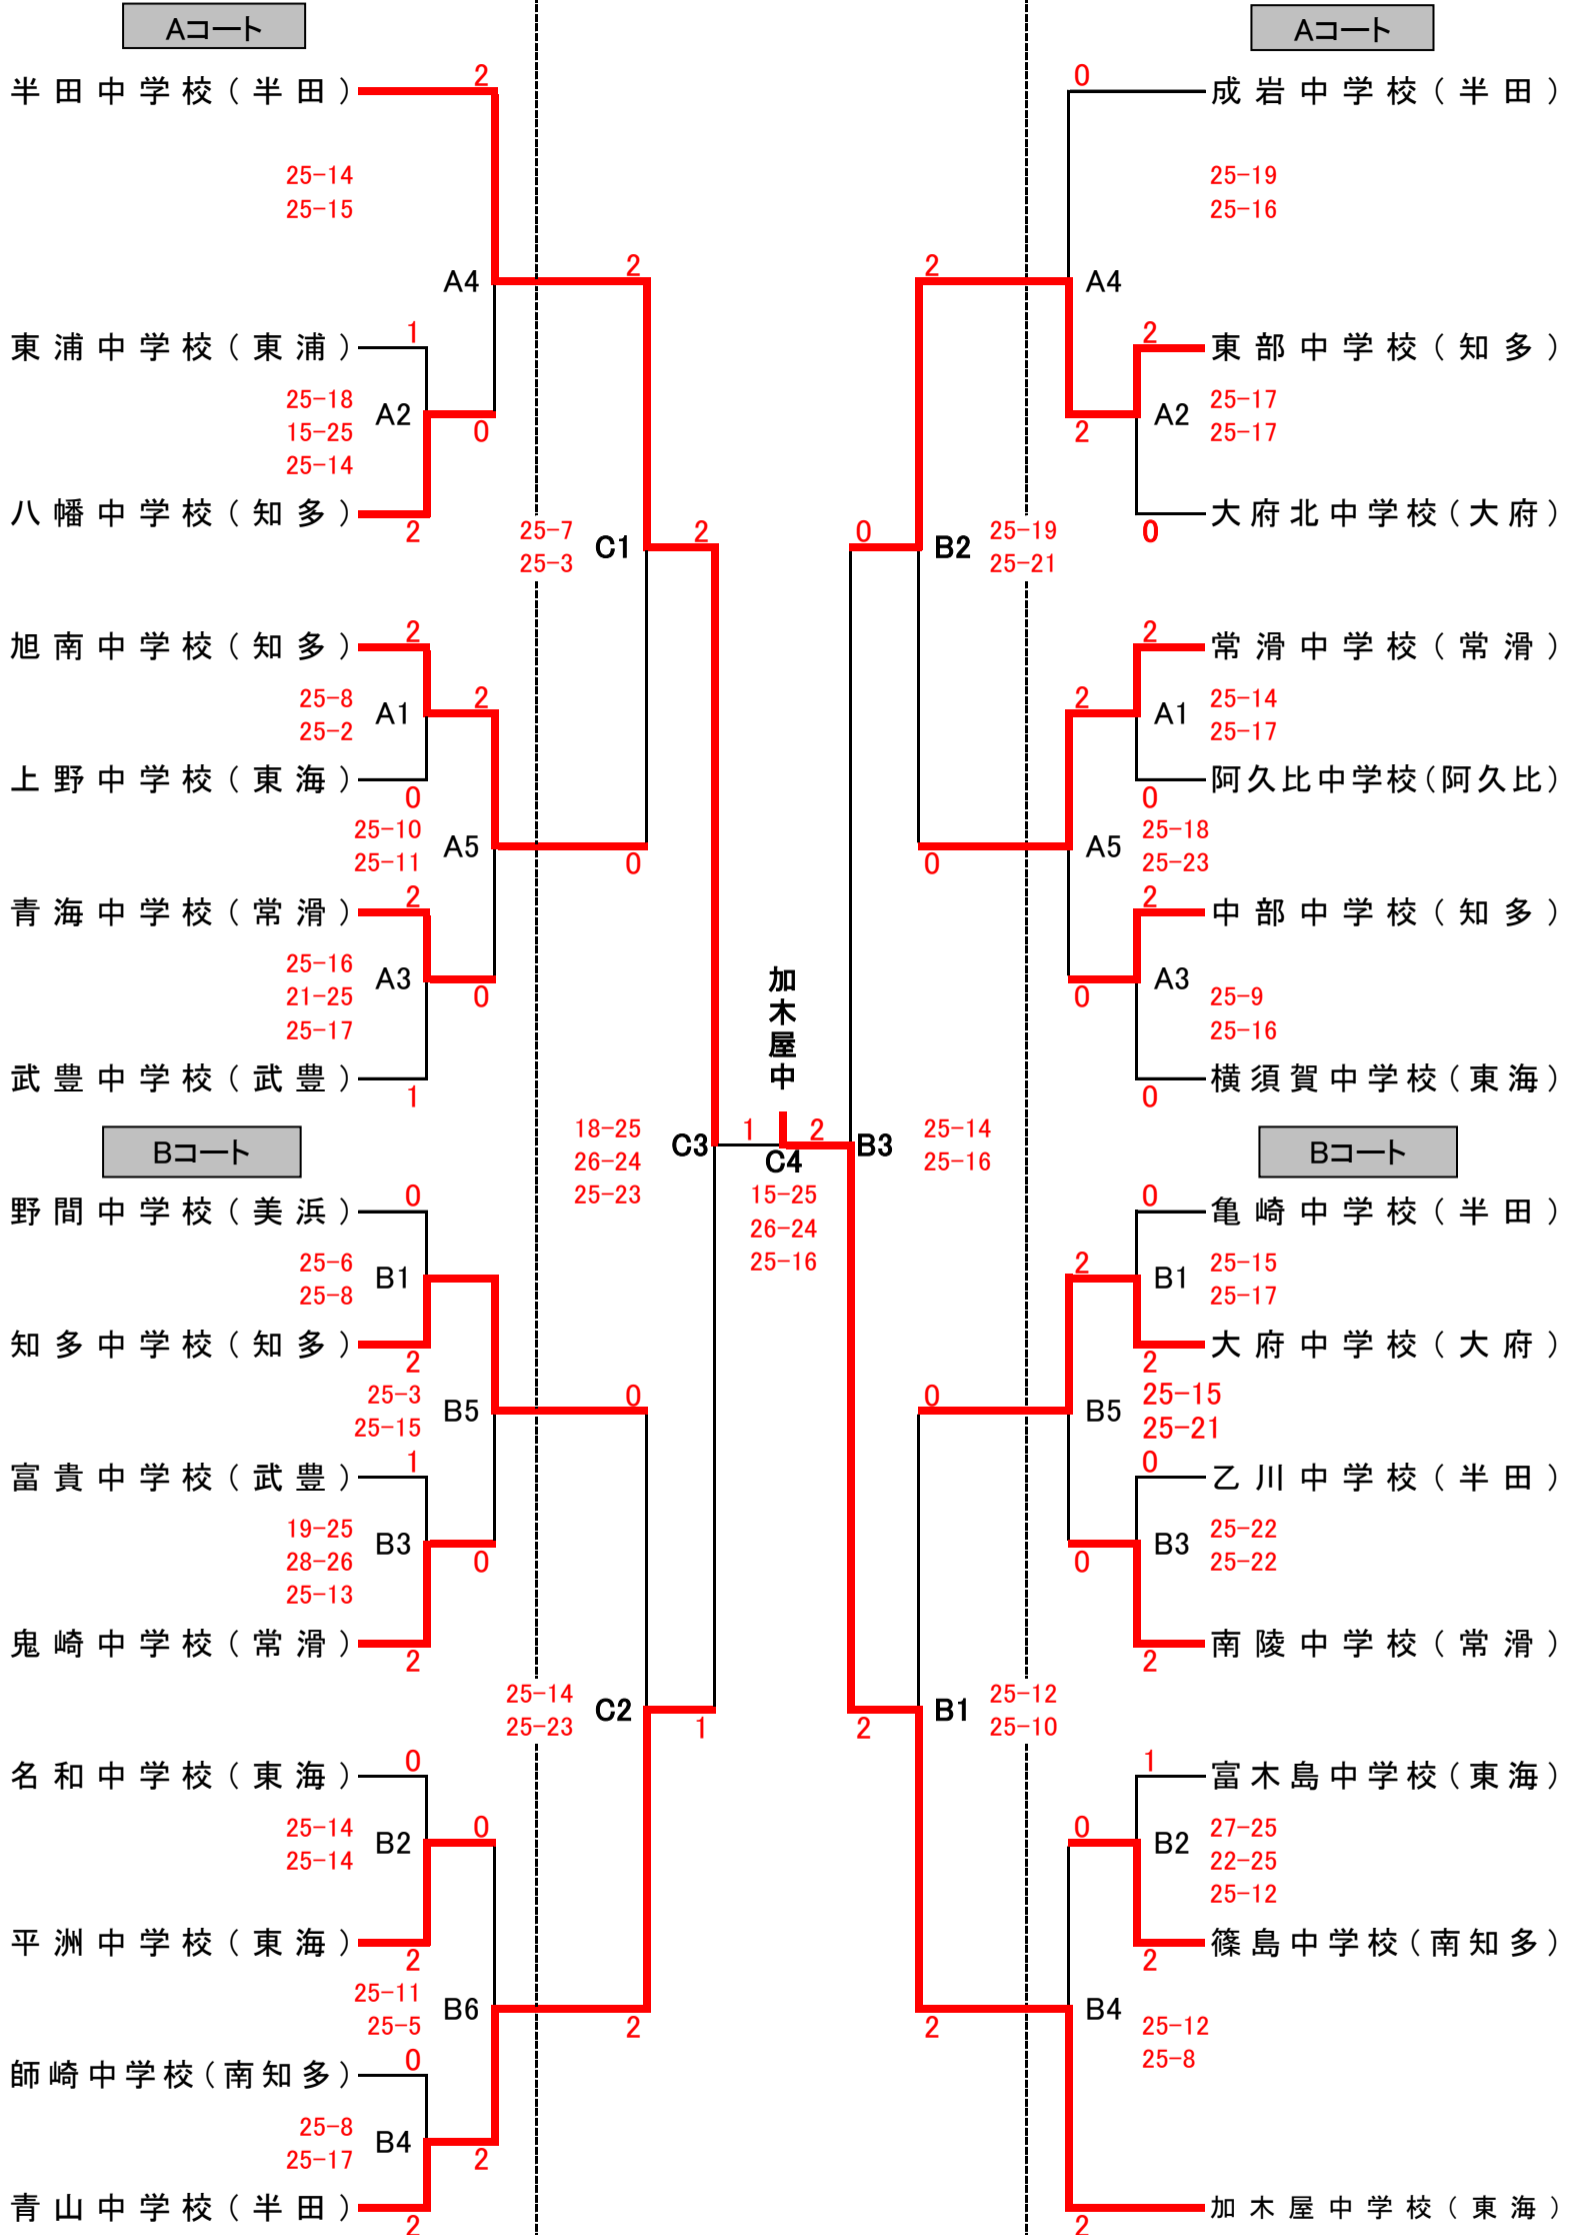 Aコート
半田中学校(半田)
2
25-14
25-15
A4
2
東浦中学校(東浦)
1
25-18
15-25
25-14
A2
0
八幡中学校(知多)
2
25-7
25-3
C1
2
旭南中学校(知多)
2
25-8
25-2
A1
2
上野中学校(東海)
0
25-10
25-11
A5
0
青海中学校(常滑)
2
25-16
21-25
25-17
A3
0
武豊中学校(武豊)
1
18-25
26-24
25-23
C3
1
Bコート
野間中学校(美浜)
0
25-6
25-8
B1
知多中学校(知多)
2
25-3
25-15
B5
0
富貴中学校(武豊)
1
19-25
28-26
25-13
B3
0
鬼崎中学校(常滑)
2
25-14
25-23
C2
1
名和中学校(東海)
0
25-14
25-14
B2
0
平洲中学校(東海)
2
25-11
25-5
B6
2
師崎中学校(南知多)
0
25-8
25-17
B4
2
青山中学校(半田)
2
加木屋中
C4
15-25
26-24
25-16
Aコート
0
成岩中学校(半田)
25-19
25-16
2
A4
2
東部中学校(知多)
2
A2
25-17
25-17
0
大府北中学校(大府)
0
B2
25-19
25-21
2
常滑中学校(常滑)
2
A1
25-14
25-17
0
阿久比中学校(阿久比)
0
A5
25-18
25-23
2
中部中学校(知多)
0
A3
25-9
25-16
0
横須賀中学校(東海)
2
B3
25-14
25-16
Bコート
0
亀崎中学校(半田)
2
B1
25-15
25-17
2
大府中学校(大府)
0
B5
25-15
25-21
0
乙川中学校(半田)
0
B3
25-22
25-22
2
南陵中学校(常滑)
2
B1
25-12
25-10
1
富木島中学校(東海)
0
B2
27-25
22-25
25-12
2
篠島中学校(南知多)
2
B4
25-12
25-8
2
加木屋中学校(東海)